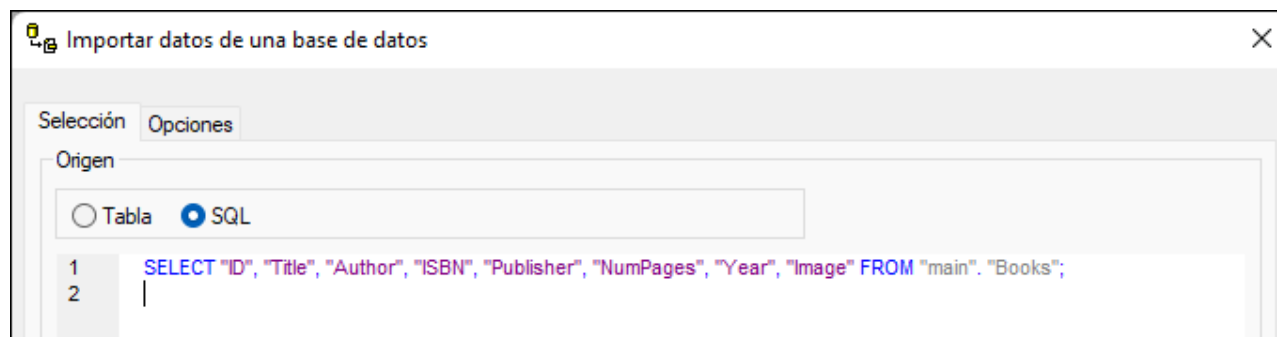 Importar datos de una base de datos
Selección Opciones
Origen
Tabla SQL
1 SELECT "ID", "Title", "Author", "ISBN", "Publisher", "NumPages", "Year", "Image" FROM "main". "Books";
2